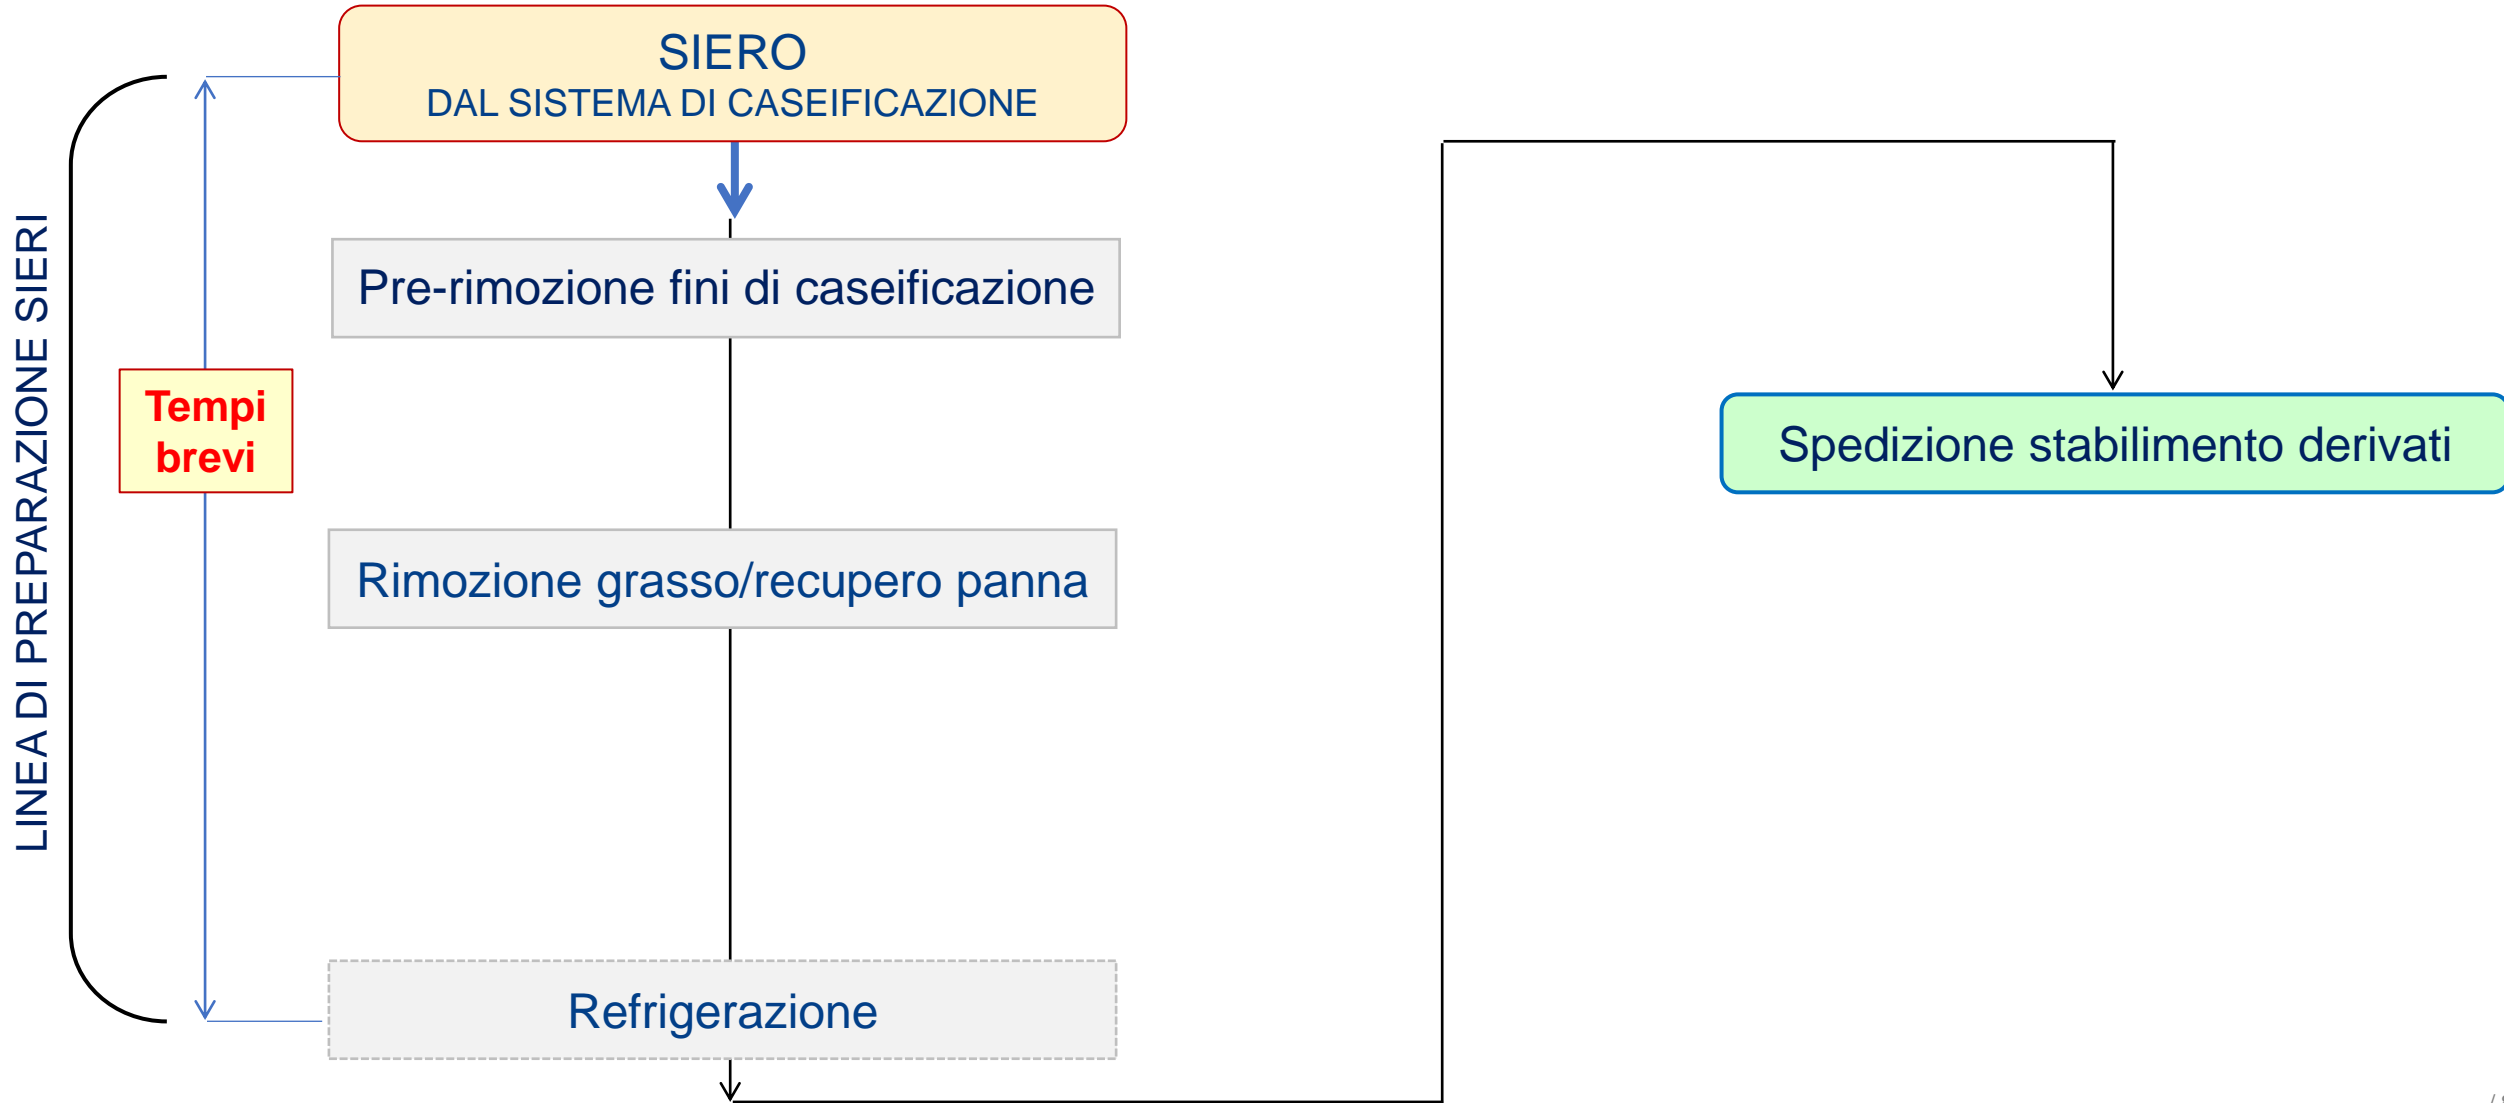 SIERO
DAL SISTEMA DI CASEIFICAZIONE
LINEA DI PREPARAZIONE SIERI
Pre-rimozione fini di caseificazione
Tempi
brevi
Spedizione stabilimento derivati
Rimozione grasso/recupero panna
Refrigerazione